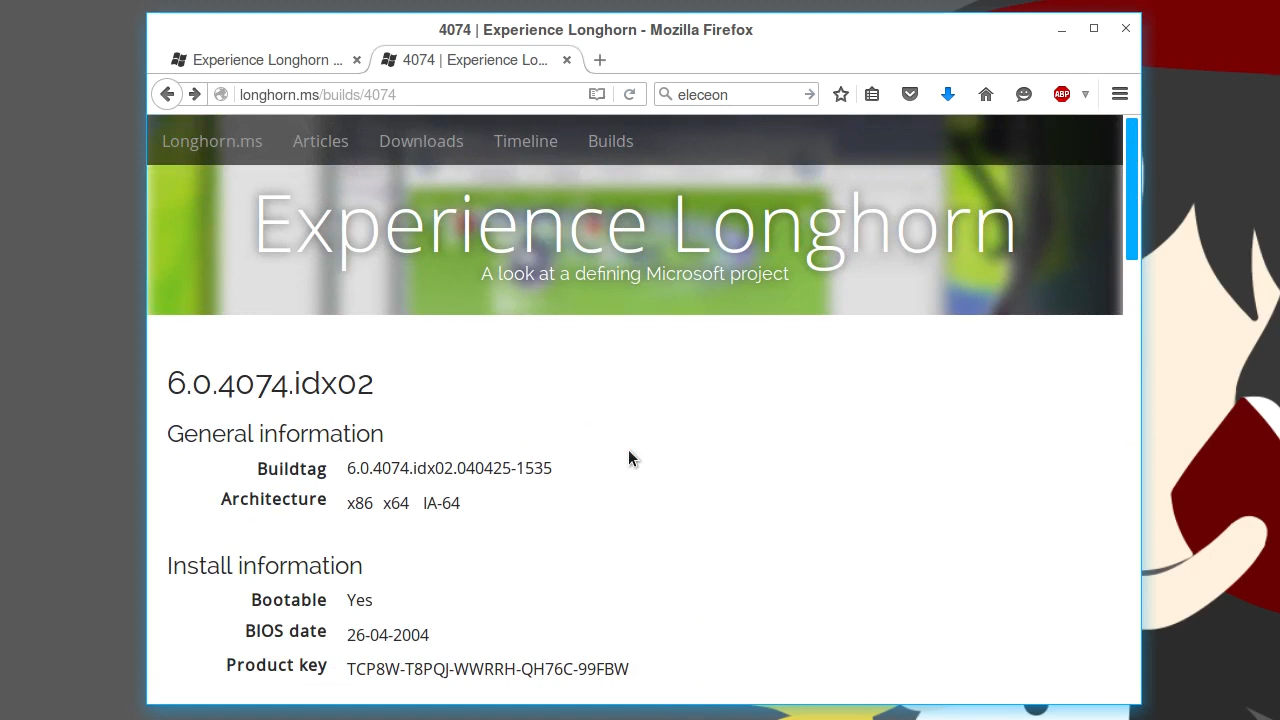 4074 | Experience Longhorn - Mozilla Firefox
Experience Longhorn ...
4074 | Experience Lo...
longhorn.ms/builds/4074
eleceon
ABP
Longhorn.ms Articles Downloads Timeline Builds
Experience Longhorn
A look at a defining Microsoft project
6.0.4074.idx02
General information
Buildtag 6.0.4074.idx02.040425-1535
Architecture x86 x64 IA-64
Install information
Bootable Yes
BIOS date 26-04-2004
Product key TCP8W-T8PQJ-WWRRH-QH76C-99FBW